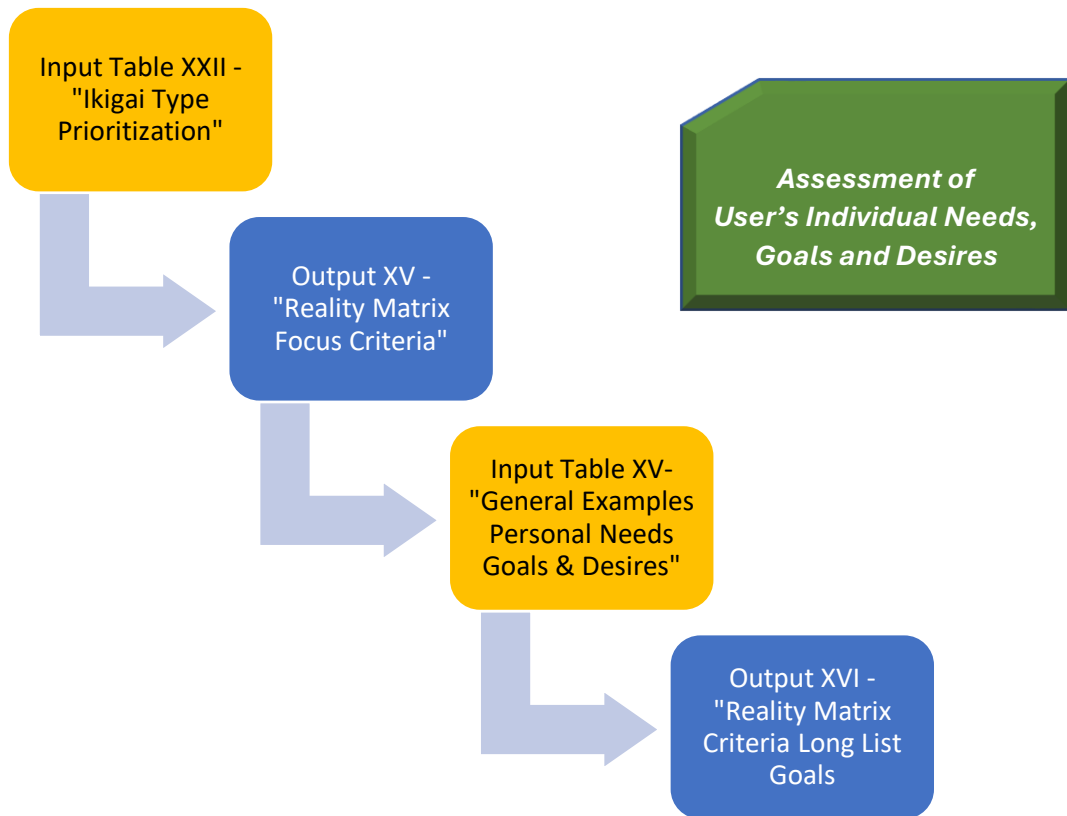 Input Table XXII -
"Ikigai Type
Prioritization"
Assessment of
User’s Individual Needs,
Goals and Desires
Output XV -
"Reality Matrix
Focus Criteria"
Input Table XV-
"General Examples
Personal Needs
Goals & Desires"
Output XVI -
"Reality Matrix
Criteria Long List
Goals